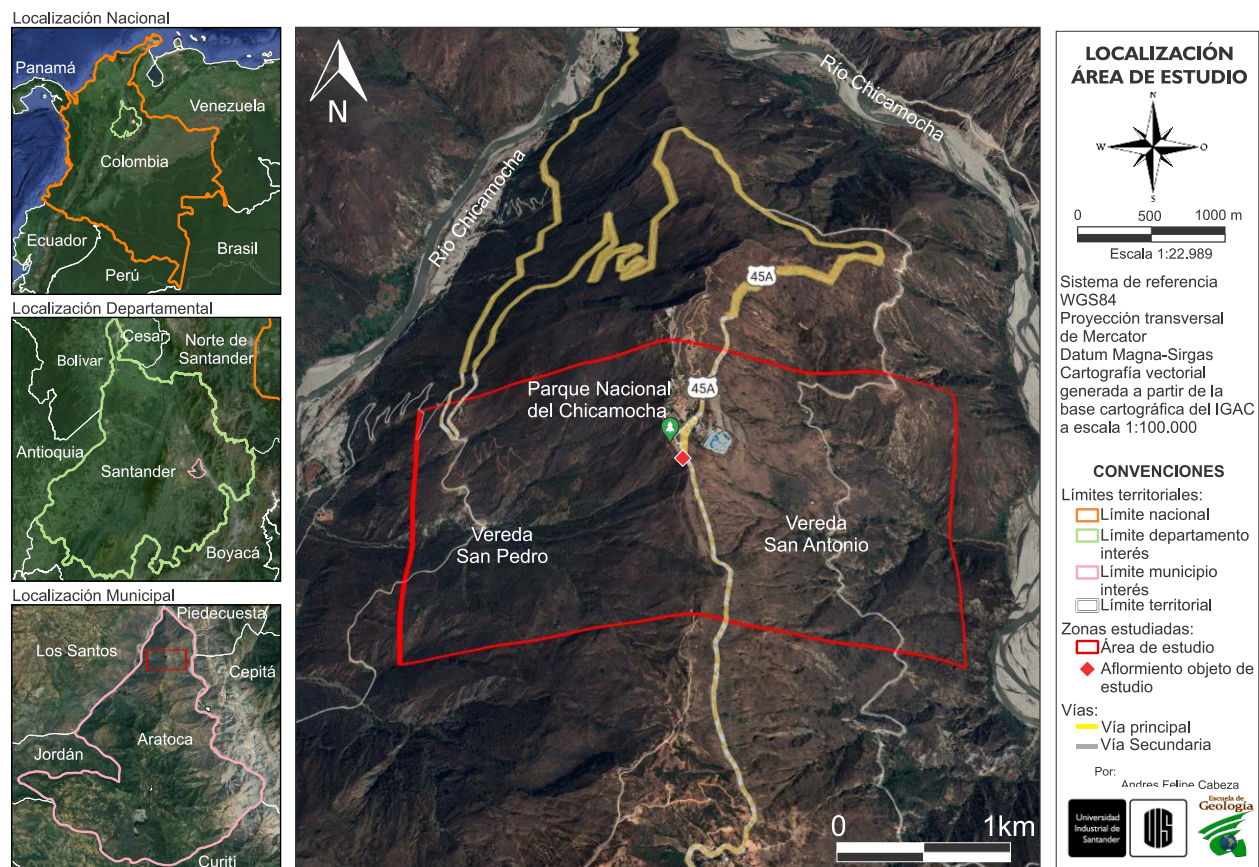 Localización Nacional
Panamá
Venezuela
Colombia
Ecuador
Perú
Brasil
Localización Departamental
Cesar
Norte de
Santander
Bolívar
Antioquia
Santander
Boyacá
Localización Municipal
Piedecuesta
Los Santos
Cepitá
Jordán
Aratoca
Curití
N
Río Chicamocha
Río Chicamocha
45A
45A
Parque Nacional
del Chicamocha
Vereda
San Pedro
Vereda
San Antonio
0 1km
LOCALIZACIÓN
ÁREA DE ESTUDIO
N
W O
S
0 500 1000 m
Escala 1:22.989
Sistema de referencia
WGS84
Proyección transversal
de Mercator
Datum Magna-Sirgas
Cartografía vectorial
generada a partir de la
base cartográfica del IGAC
a escala 1:100.000
CONVENCIONES
Límites territoriales:
Límite nacional
Límite departamento
interés
Límite municipio
interés
Límite territorial
Zonas estudiadas:
Área de estudio
Aflormiento objeto de
estudio
Vías:
Vía principal
Vía Secundaria
Por:
Andres Felipe Cabeza
Universidad
Industrial de
Santander
UIS
Escuela de
Geología